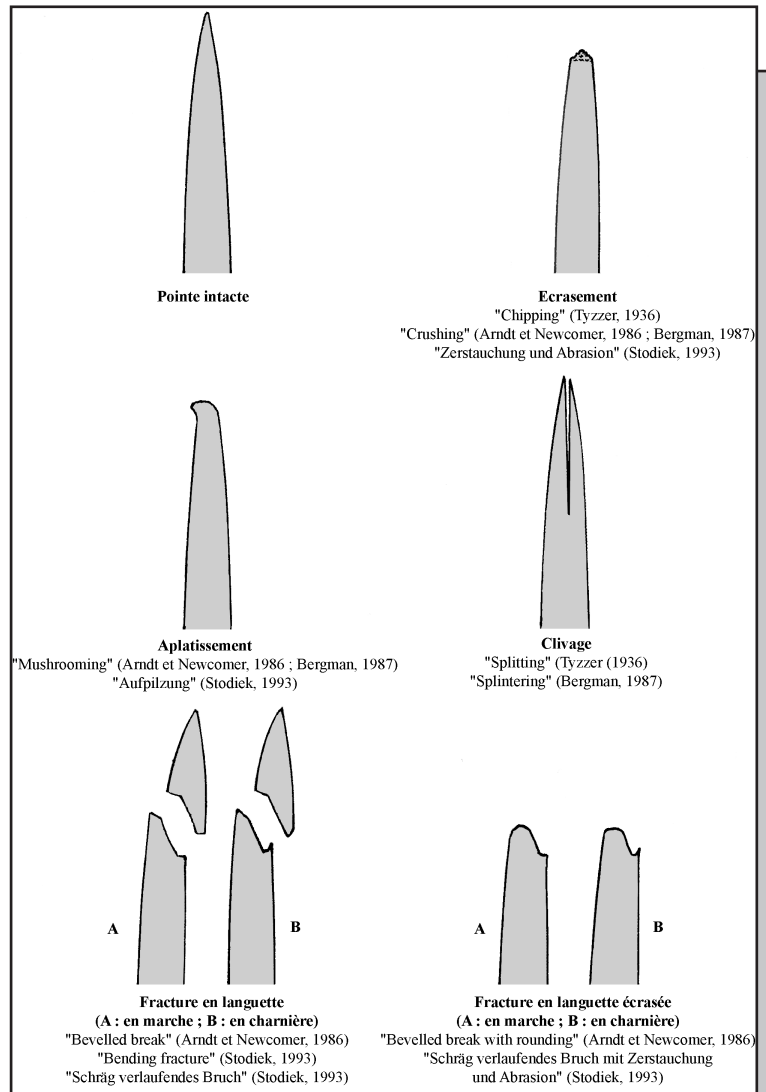 Pointe intacte
Ecrasement
"Chipping" (Tyzzer, 1936)
"Crushing" (Arndt et Newcomer, 1986 ; Bergman, 1987)
"Zerstauchung und Abrasion" (Stodiek, 1993)
Aplatissement
"Mushrooming" (Arndt et Newcomer, 1986 ; Bergman, 1987)
"Aufpilzung" (Stodiek, 1993)
Clivage
"Splitting" (Tyzzer (1936)
"Splintering" (Bergman, 1987)
A
B
Fracture en languette
(A : en marche ; B : en charnière)
"Bevelled break" (Arndt et Newcomer, 1986)
"Bending fracture" (Stodiek, 1993)
"Schräg verlaufendes Bruch" (Stodiek, 1993)
A
B
Fracture en languette écrasée
(A : en marche ; B : en charnière)
"Bevelled break with rounding" (Arndt et Newcomer, 1986)
"Schräg verlaufendes Bruch mit Zerstauchung
und Abrasion" (Stodiek, 1993)